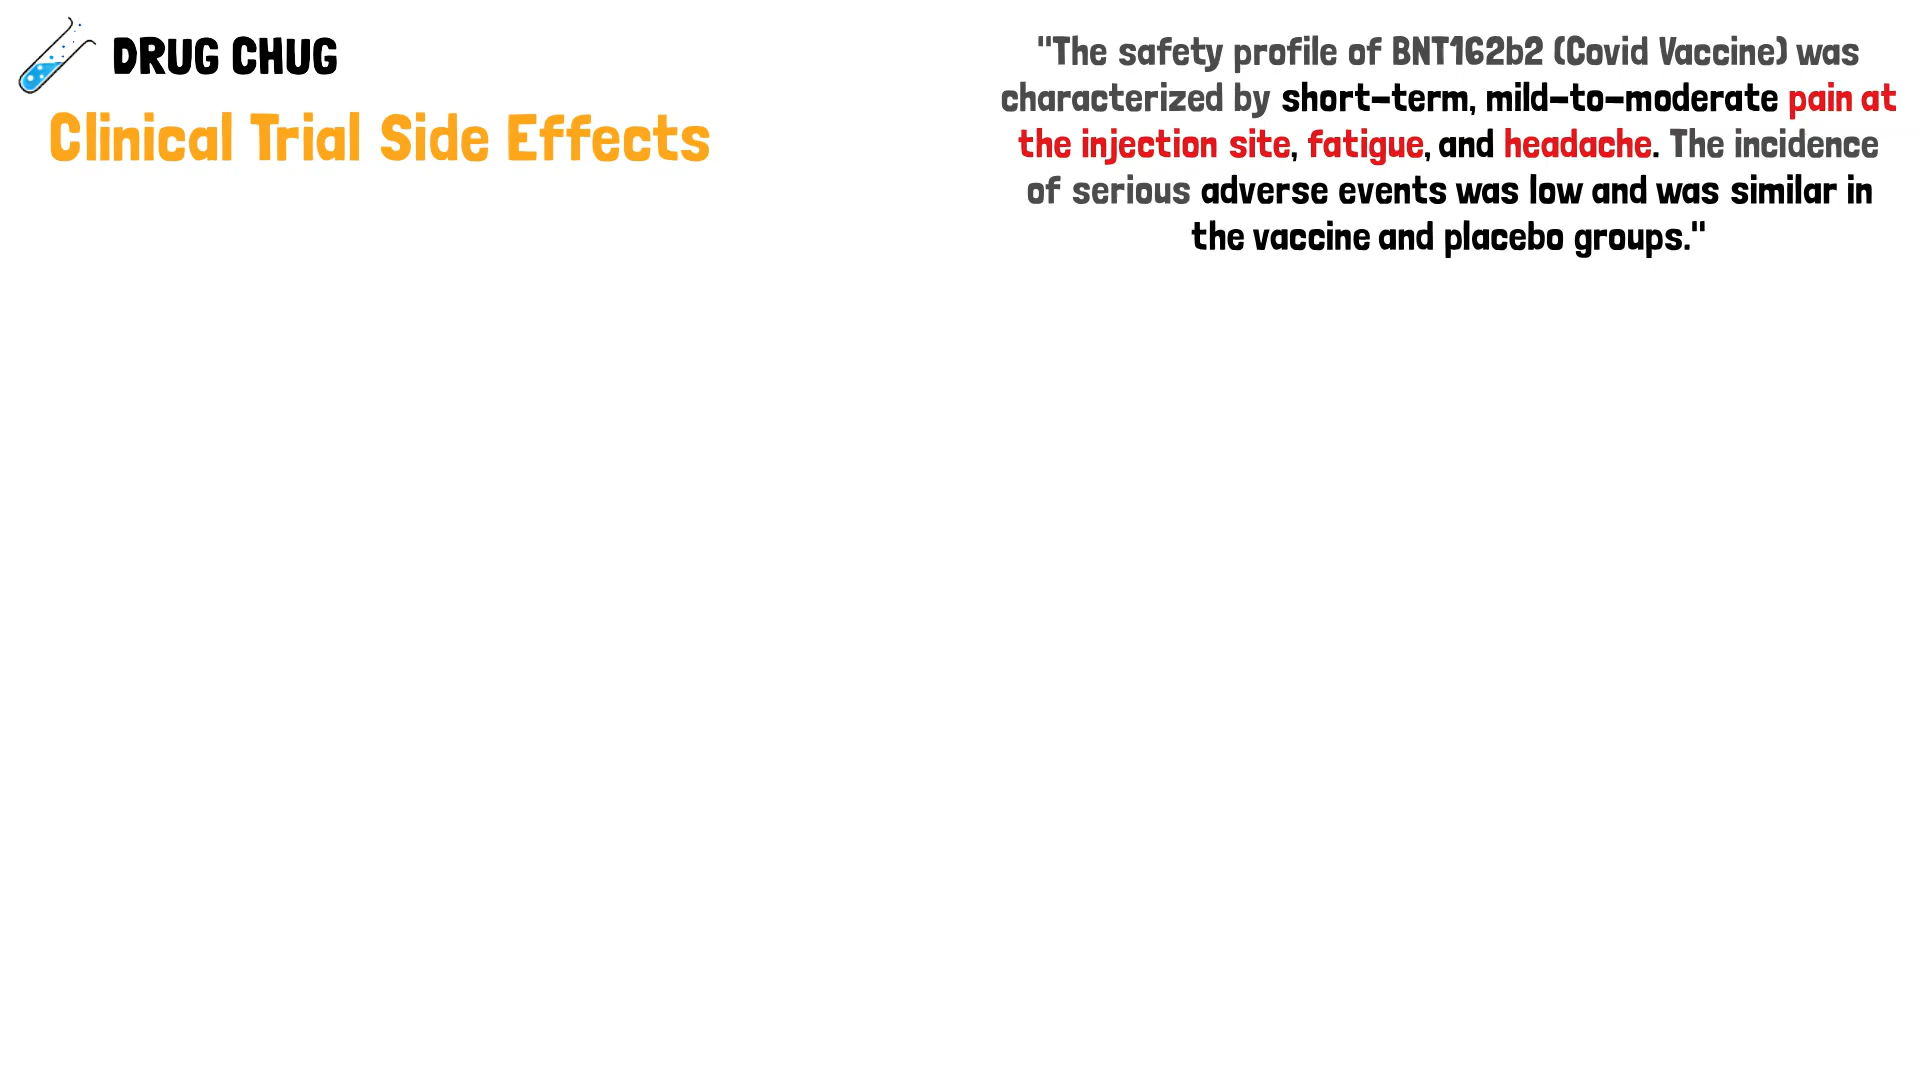 DRUG CHUG
Clinical Trial Side Effects
"The safety profile of BNT162b2 (Covid Vaccine) was
characterized by short-term, mild-to-moderate pain at
the injection site, fatigue, and headache. The incidence
of serious adverse events was low and was similar in
the vaccine and placebo groups."